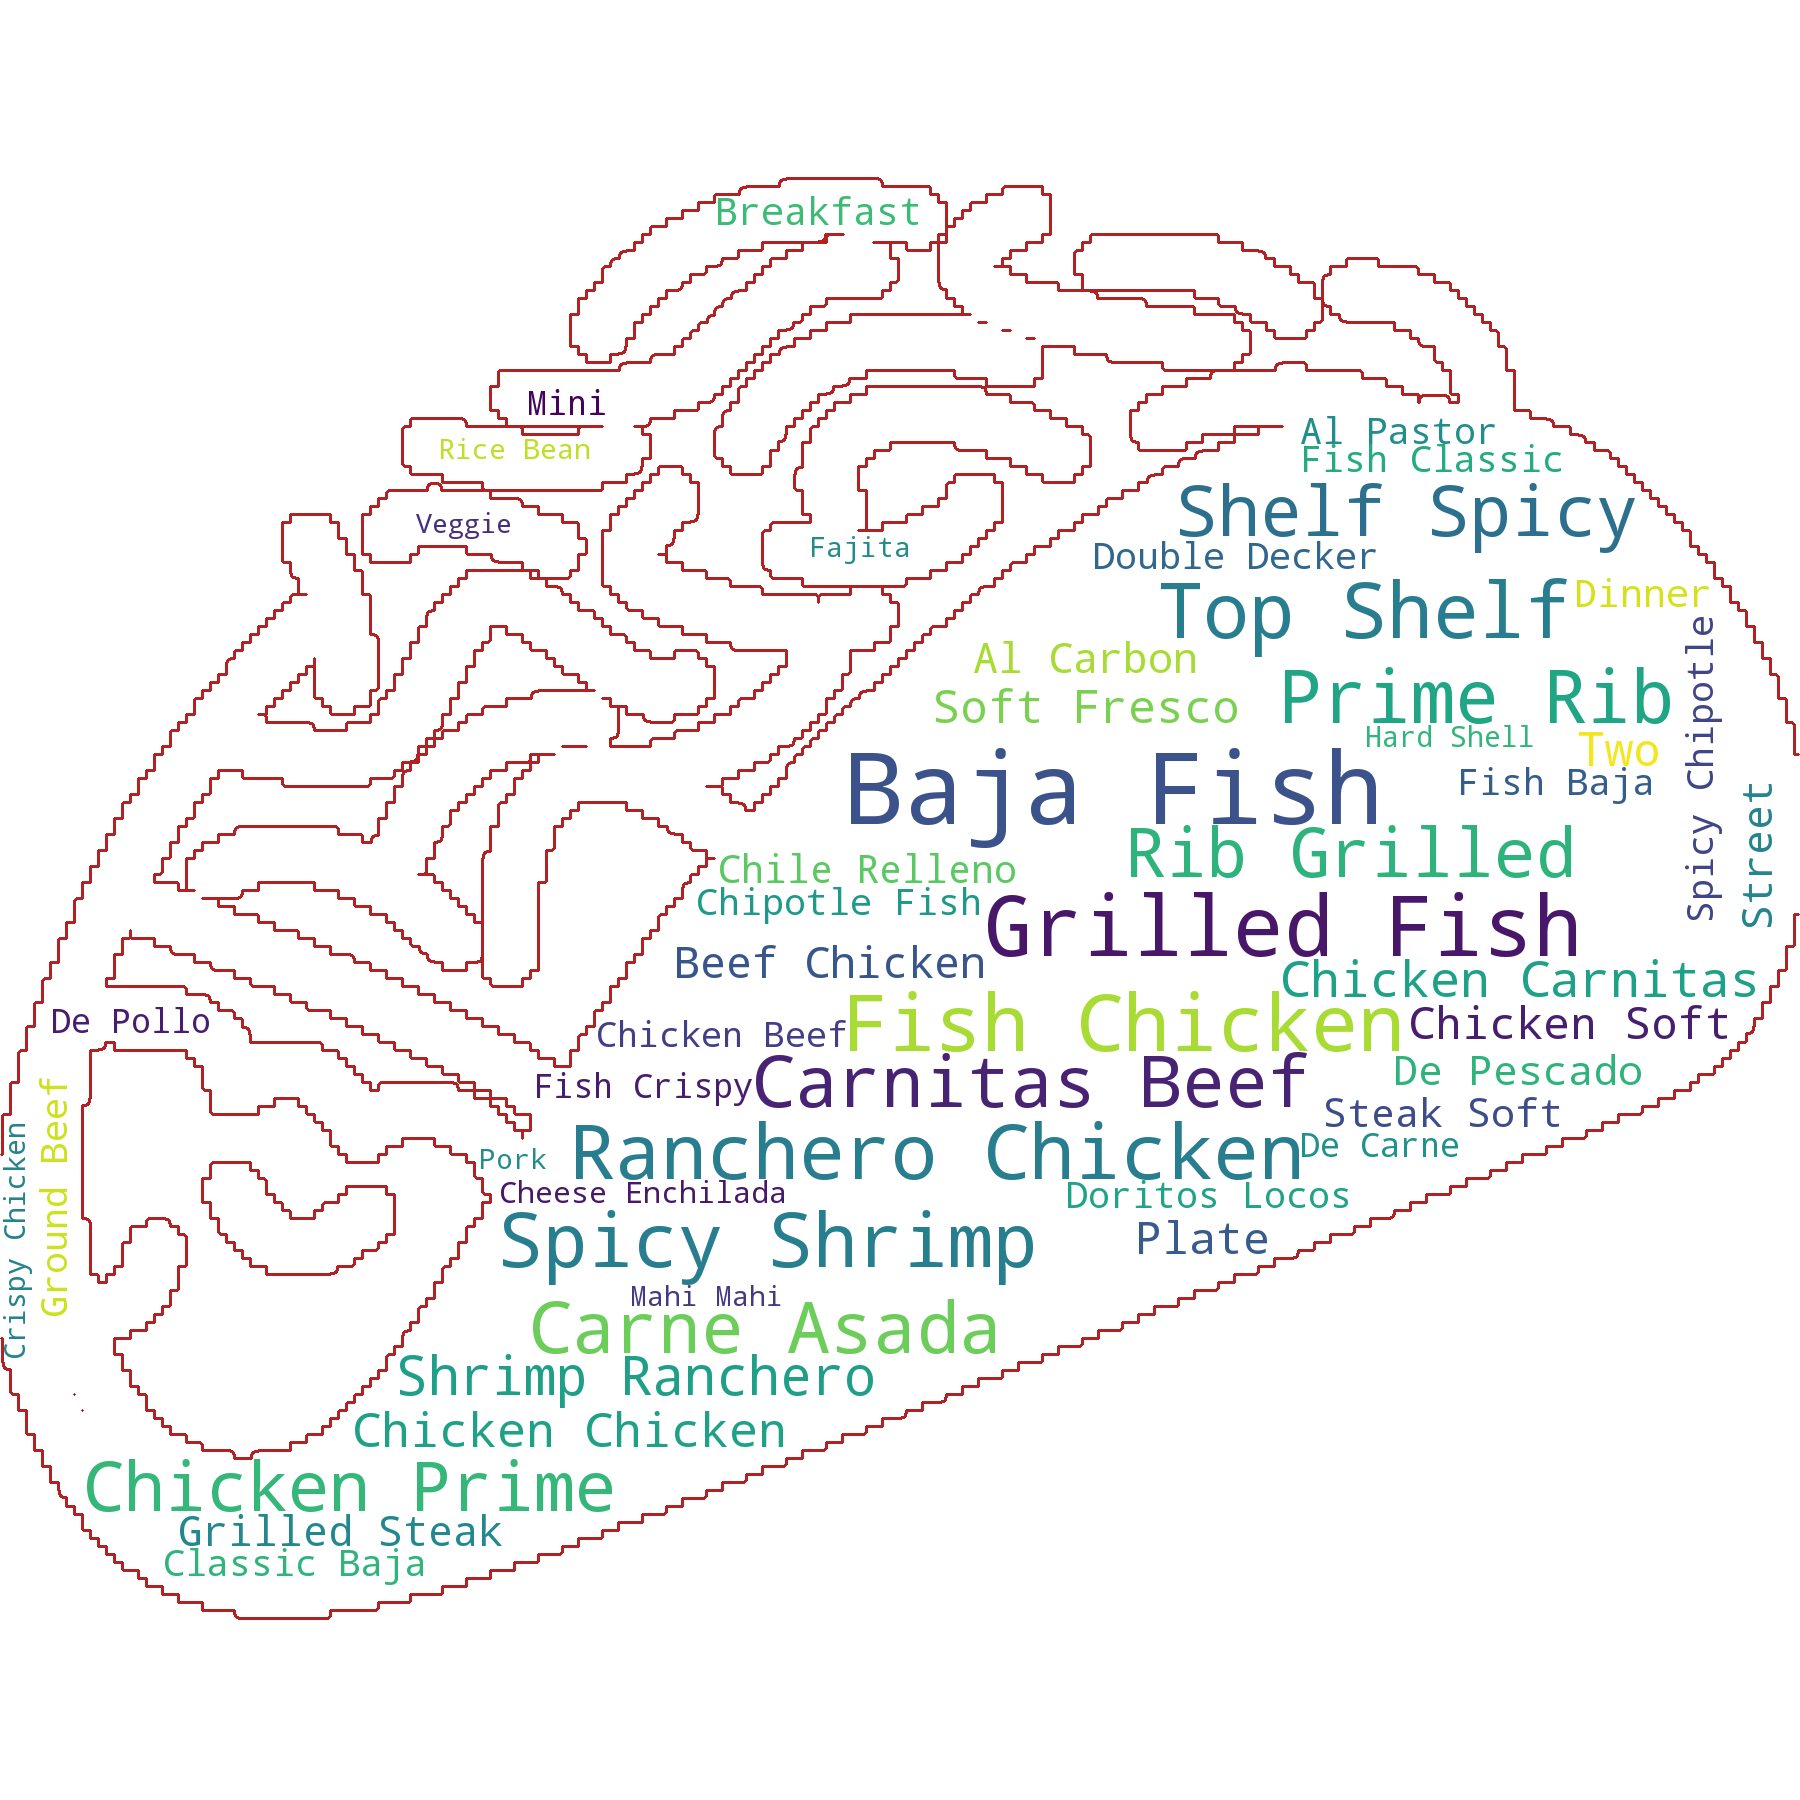 Breakfast
Mini
Al Pastor
Rice Bean
Fish Classic
Shelf Spicy
Veggie
Fajita
Double Decker
Top Shelf
Dinner
Al Carbon
Prime Rib
Soft Fresco
Hard Shell
Two
Spicy Chipotle
Fish Baja
Baja Fish
Street
Rib Grilled
Chile Relleno
Chipotle Fish
Grilled Fish
Beef Chicken
Chicken Carnitas
De Pollo
Fish Chicken
Chicken Soft
Chicken Beef
De Pescado
Carnitas Beef
Fish Crispy
Steak Soft
Ranchero Chicken
De Carne
Pork
Ground Beef
Crispy Chicken
Cheese Enchilada
Doritos Locos
Spicy Shrimp
Plate
Mahi Mahi
Carne Asada
Shrimp Ranchero
Chicken Chicken
Chicken Prime
Grilled Steak
Classic Baja